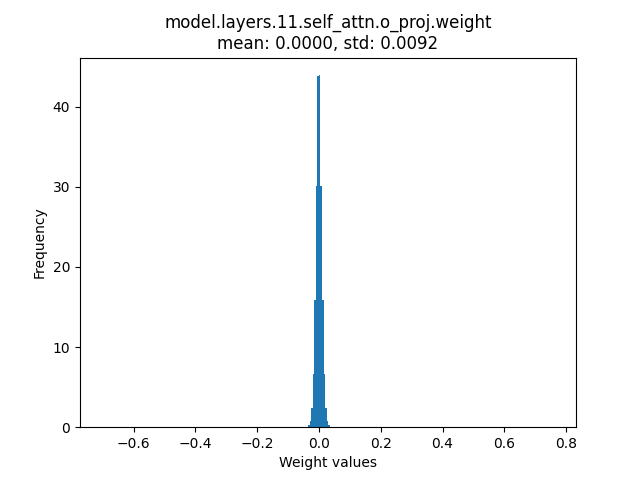 model.layers.11.self_attn.o_proj.weight
mean: 0.0000, std: 0.0092
Frequency
40
30
20
10
0
−0.6 −0.4 −0.2 0.0 0.2 0.4 0.6 0.8
Weight values